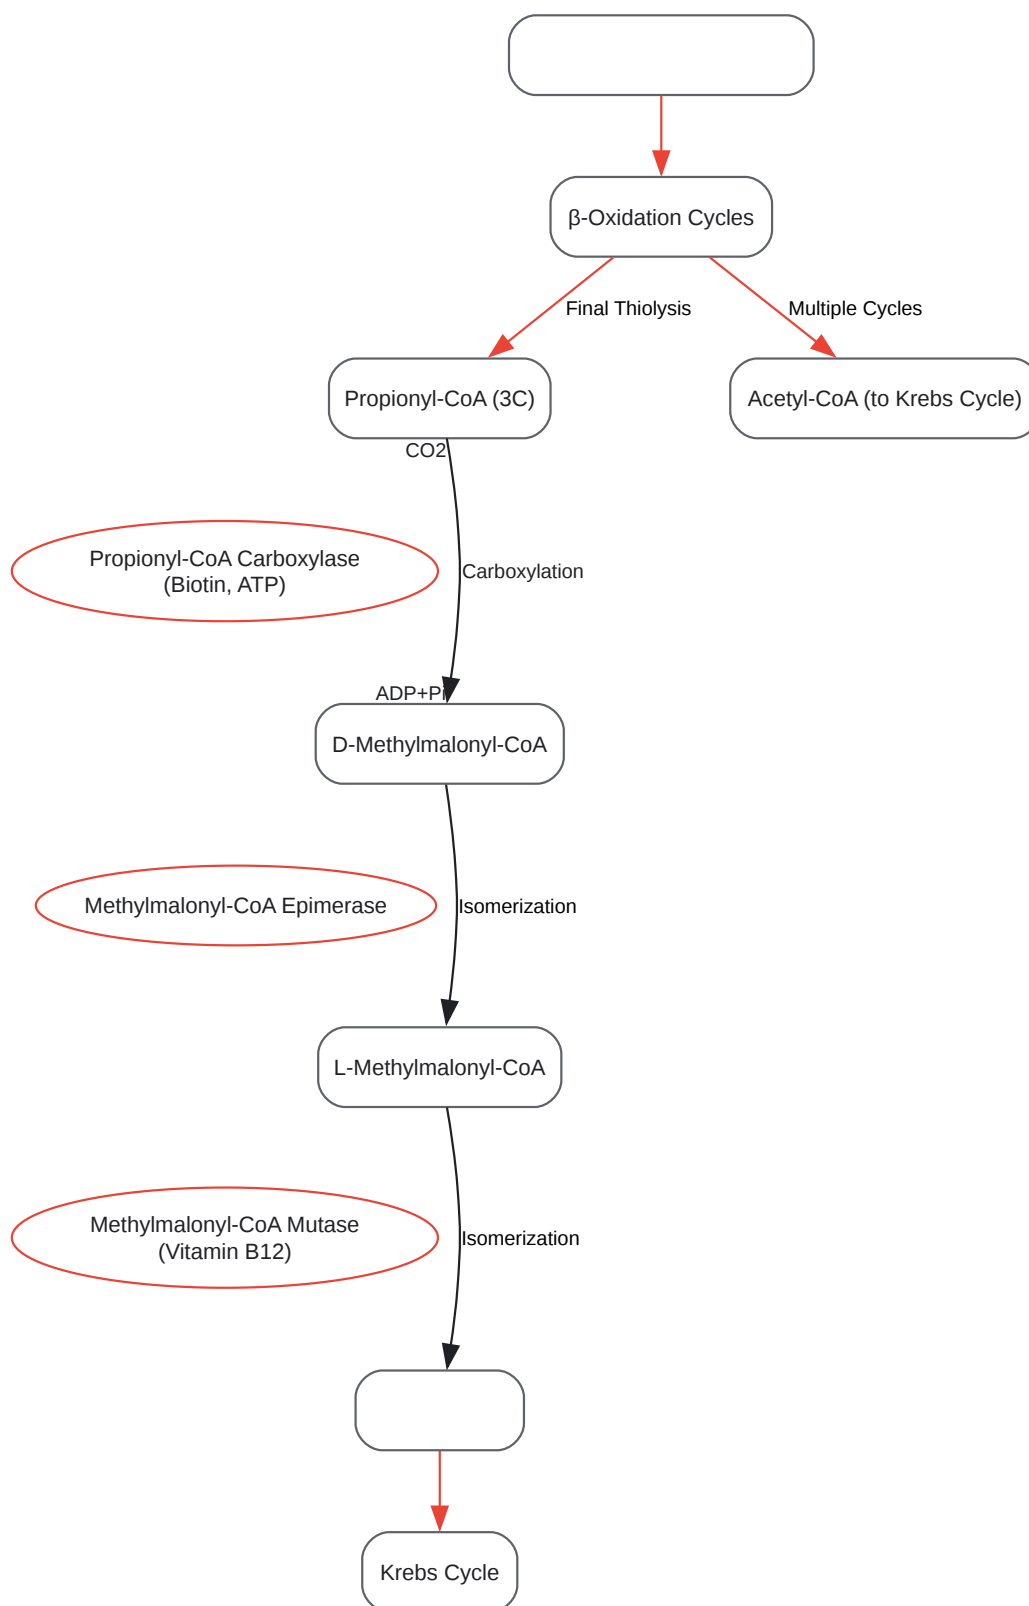 β-Oxidation Cycles
Final Thiolysis
Multiple Cycles
Propionyl-CoA (3C)
Acetyl-CoA (to Krebs Cycle)
CO2
Propionyl-CoA Carboxylase
(Biotin, ATP)
Carboxylation
ADP+Pi
D-Methylmalonyl-CoA
Methylmalonyl-CoA Epimerase
Isomerization
L-Methylmalonyl-CoA
Methylmalonyl-CoA Mutase
(Vitamin B12)
Isomerization
Krebs Cycle